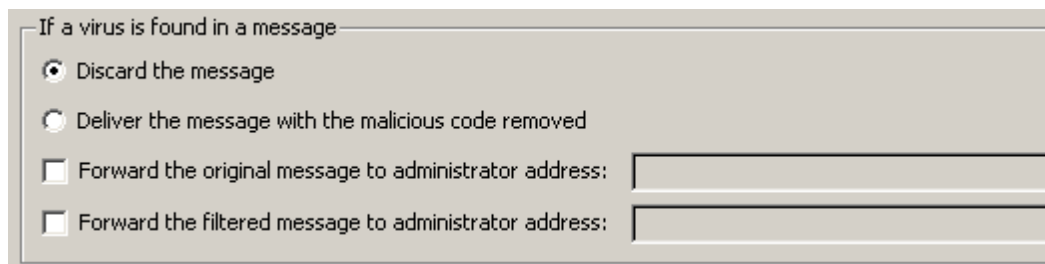 If a virus is found in a message
Discard the message
Deliver the message with the malicious code removed
Forward the original message to administrator address:
Forward the filtered message to administrator address: